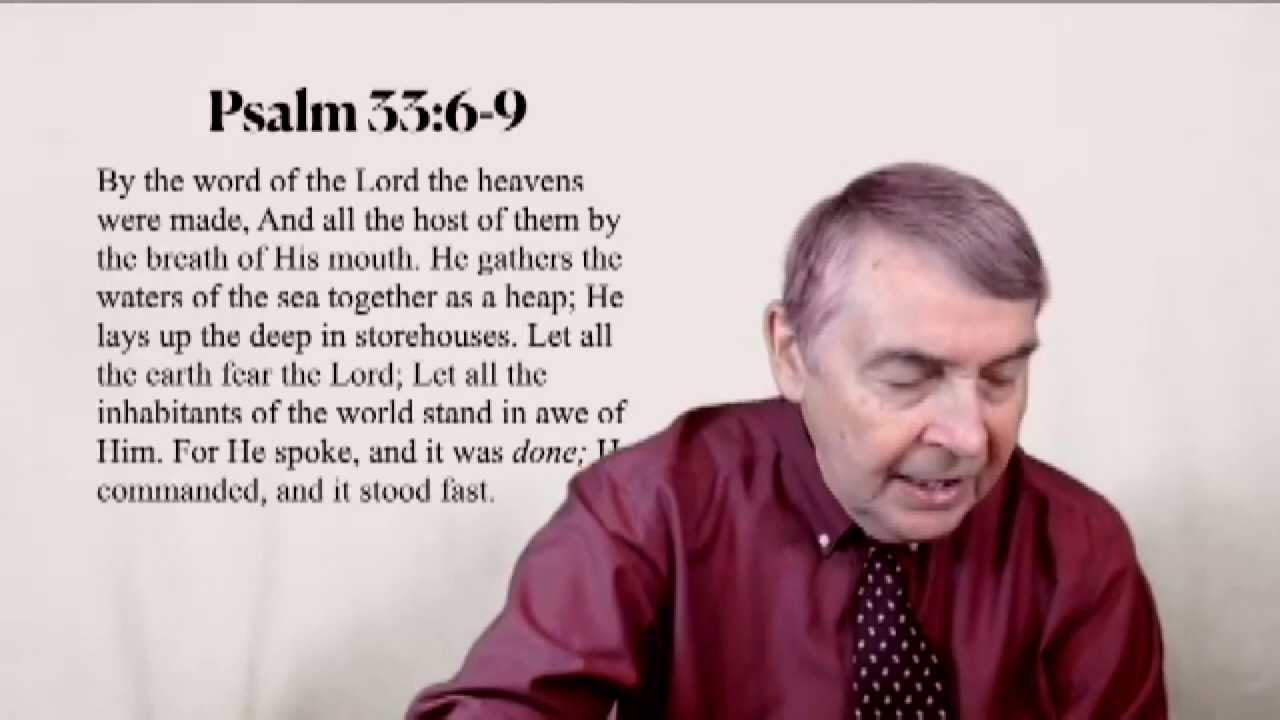 Psalm 33:6-9
By the word of the Lord the heavens
were made, And all the host of them by
the breath of His mouth. He gathers the
waters of the sea together as a heap; He
lays up the deep in storehouses. Let all
the earth fear the Lord; Let all the
inhabitants of the world stand in awe of
Him. For He spoke, and it was done;
commanded, and it stood fast.